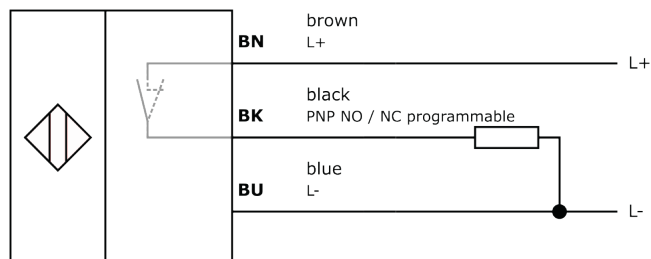 brown
BN L+
L+
black
BK PNP NO / NC programmable
blue
BU L-
L-